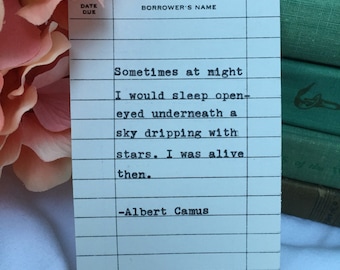 DATE DUE BORROWER'S NAME
Sometimes at night
I would sleep open-
eyed underneath a
sky dripping with
stars. I was alive
then.
-Albert Camus